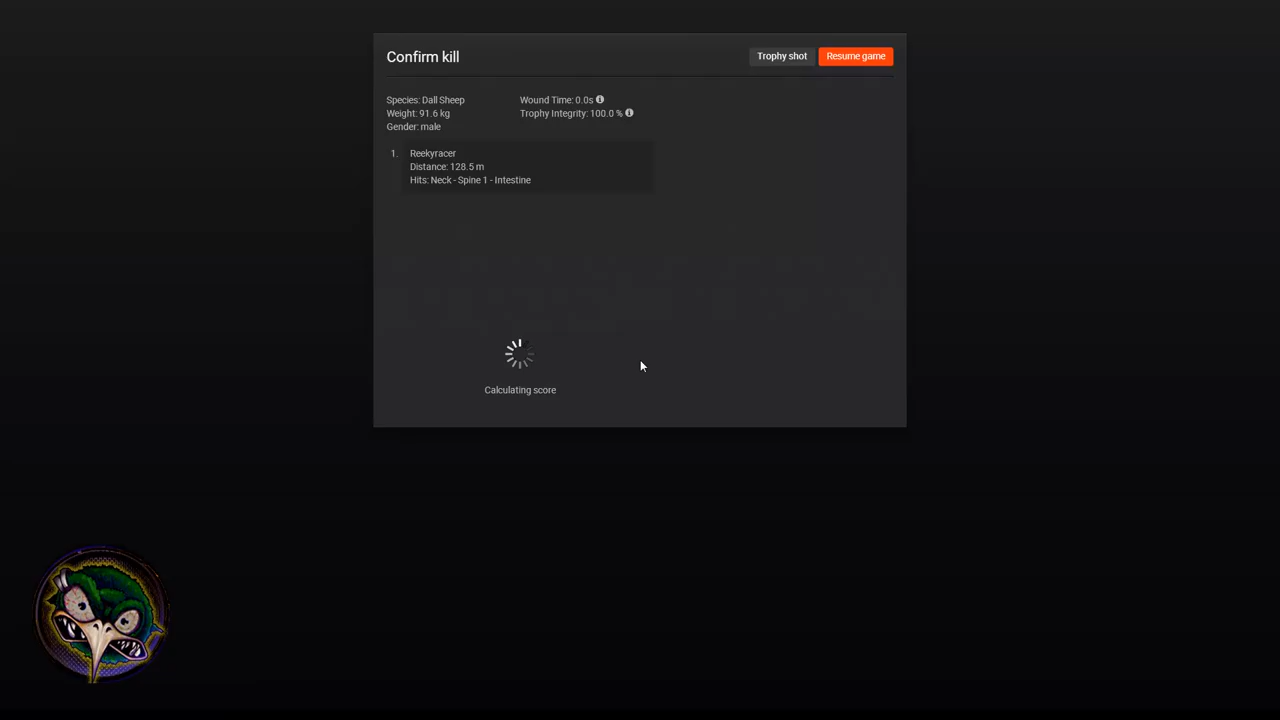 Confirm kill
Trophy shot
Resume game
Species: Dall Sheep
Weight: 91.6 kg
Gender: male
Wound Time: 0.0s
Trophy Integrity: 100.0 %
1.
Reekyracer
Distance: 128.5 m
Hits: Neck - Spine 1 - Intestine
Calculating score